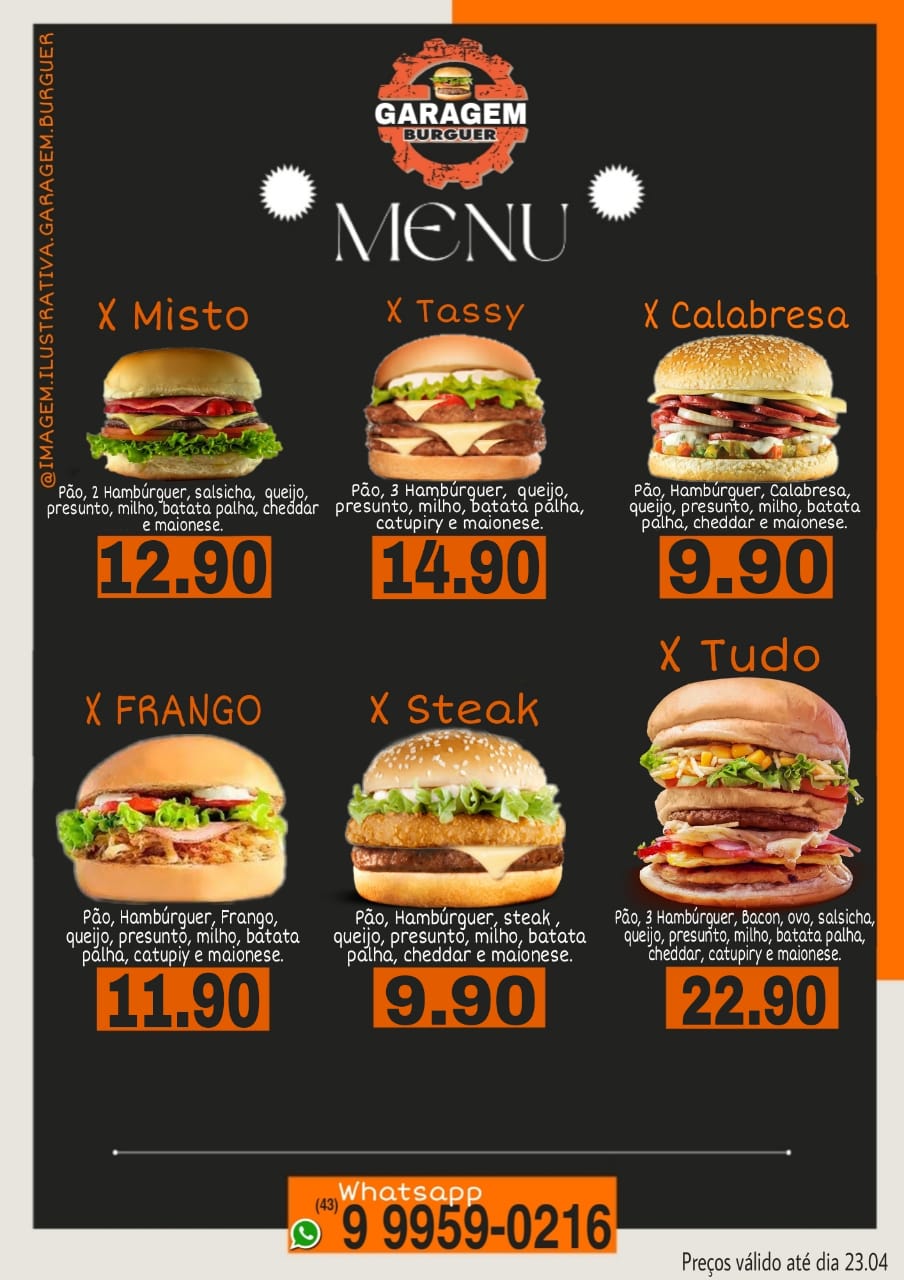 @IMAGEM.ILUSTRATIVA.GARAGEM.BURGUER
GARAGEM
BURGUER
MENU
X Misto
Pão, 2 Hambúrguer, salsicha, queijo,
presunto, milho, batata palha, cheddar
e maionese.
12.90
X Tassy
Pão, 3 Hambúrguer, queijo,
presunto, milho, batata palha,
catupiry e maionese.
14.90
X Calabresa
Pão, Hambúrguer, Calabresa,
queijo, presunto, milho, batata
palha, cheddar e maionese.
9.90
X FRANGO
Pão, Hambúrguer, Frango,
queijo, presunto, milho, batata
palha, catupiy e maionese.
11.90
X Steak
Pão, Hambúrguer, steak ,
queijo, presunto, milho, batata
palha, cheddar e maionese.
9.90
X Tudo
Pão, 3 Hambúrguer, Bacon, ovo, salsicha,
queijo, presunto, milho, batata palha,
cheddar, catupiry e maionese.
22.90
Whatsapp
(43) 9 9959-0216
Preços válido até dia 23.04